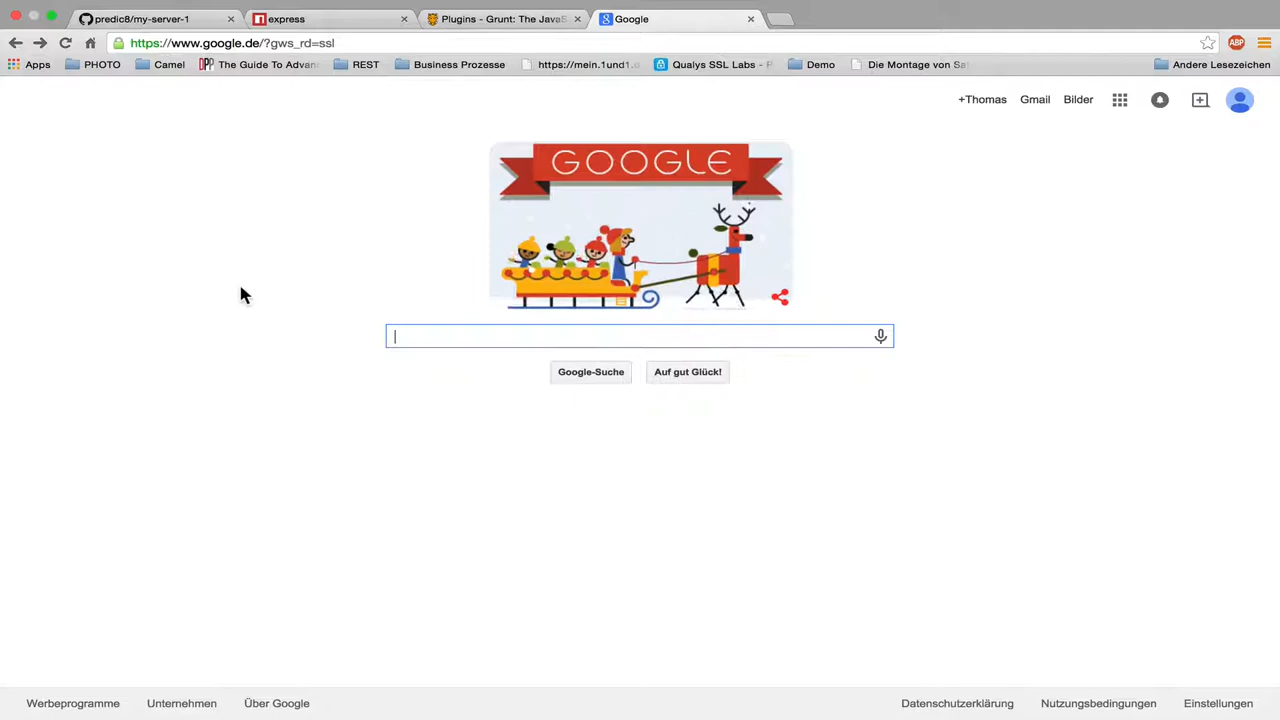 predic8/my-server-1
express
Plugins - Grunt: The JavaS
Google
https://www.google.de/?gws_rd=ssl
ABP
Apps
PHOTO
Camel
The Guide To Advan
REST
Business Prozesse
https://mein.1und1.d
Qualys SSL Labs - P
Demo
Die Montage von Sa
Andere Lesezeichen
+Thomas
Gmail
Bilder
GOOGLE
Google-Suche
Auf gut Glück!
Werbeprogramme
Unternehmen
Über Google
Datenschutzerklärung
Nutzungsbedingungen
Einstellungen